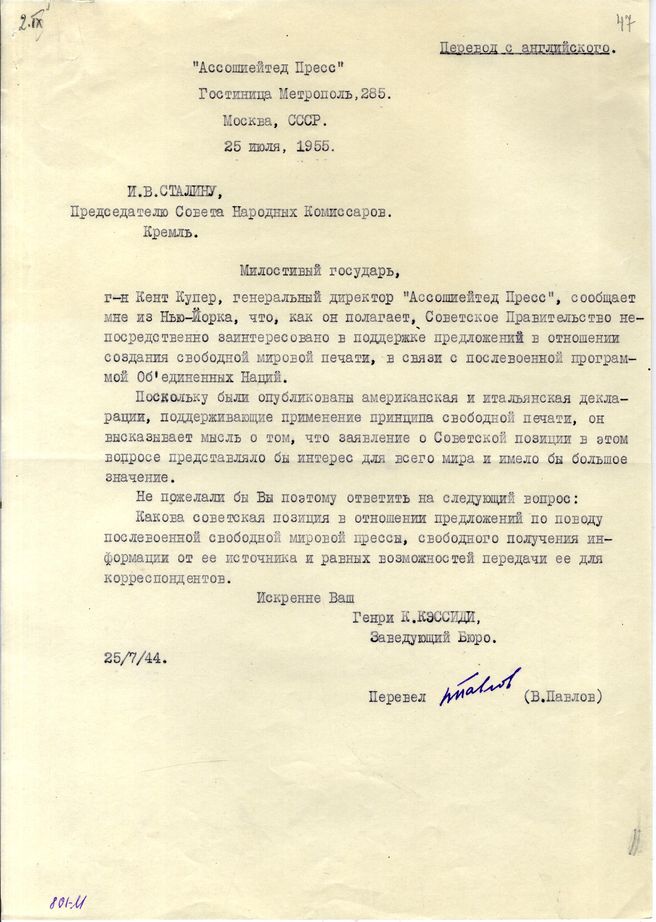 2.IX
47
Перевод с английского.
"Ассошиейтед Пресс"
Гостиница Метрополь,285.
Москва, СССР.
25 июля, 1955.
И.В.СТАЛИНУ,
Председателю Совета Народных Комиссаров.
Кремль.
Милостивый государь,
г-н Кент Купер, генеральный директор "Ассошиейтед Пресс", сообщает
мне из Нью-Йорка, что, как он полагает, Советское Правительство не-
посредственно заинтересовано в поддержке предложений в отношении
создания свободной мировой печати, в связи с послевоенной програм-
мой Об'единенных Наций.
Поскольку были опубликованы американская и итальянская декла-
рации, поддерживающие применение принципа свободной печати, он
высказывает мысль о том, что заявление о Советской позиции в этом
вопросе представляло бы интерес для всего мира и имело бы большое
значение.
Не пожелали бы Вы поэтому ответить на следующий вопрос:
Какова советская позиция в отношении предложений по поводу
послевоенной свободной мировой прессы, свободного получения ин-
формации от ее источника и равных возможностей передачи ее для
корреспондентов.
Искренне Ваш
Генри К.КЭССИДИ,
Заведующий Бюро.
25/7/44.
Перевел Павлов (В.Павлов)
801-И